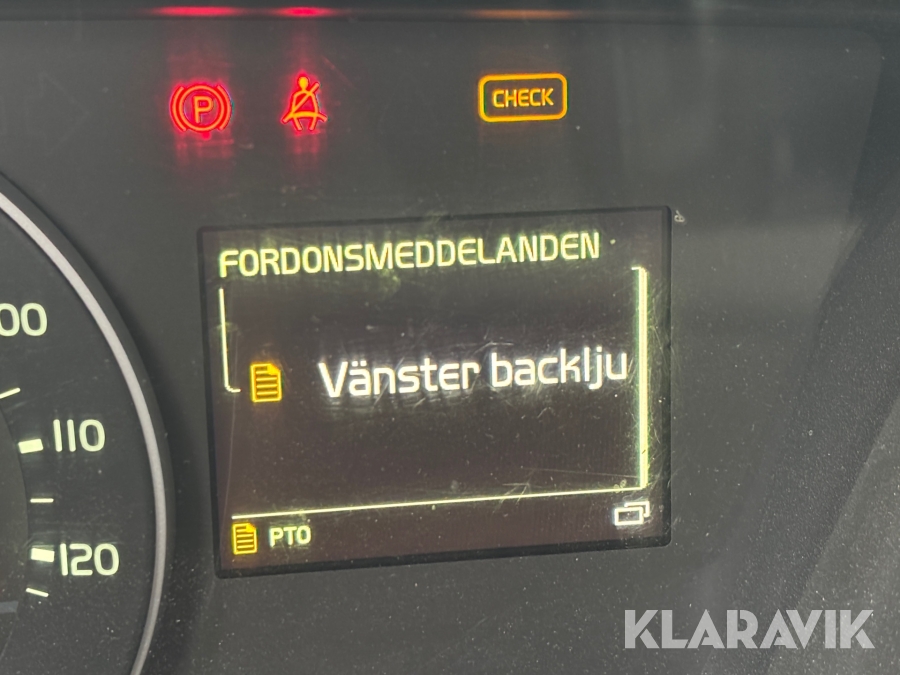 P
CHECK
FORDONSMEDDELANDEN
00
Vänster backlju
110
PTO
120
KLARAVIK